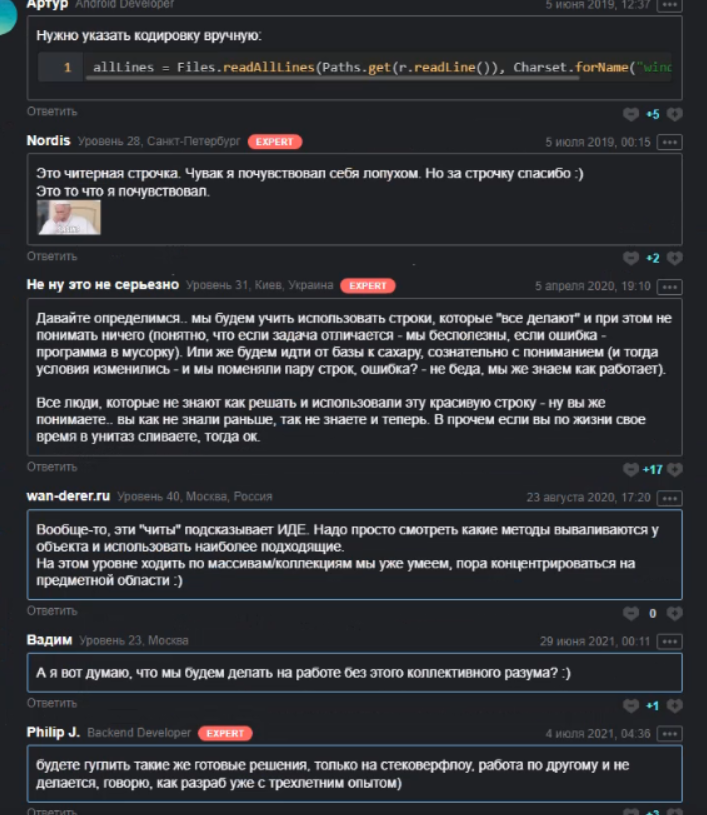 Артур Android Developer 5 июня 2019, 12:37
Нужно указать кодировку вручную:
1 allLines = Files.readAllLines(Paths.get(r.readLine()), Charset.forName("winc
Ответить +5
Nordis Уровень 28, Санкт-Петербург EXPERT 5 июля 2019, 00:15
Это читерная строчка. Чувак я почувствовал себя лопухом. Но за строчку спасибо :)
Это то что я почувствовал.
Ответить +2
Не ну это не серьезно Уровень 31, Киев, Украина EXPERT 5 апреля 2020, 19:10
Давайте определимся.. мы будем учить использовать строки, которые "все делают" и при этом не
понимать ничего (понятно, что если задача отличается - мы бесполезны, если ошибка -
программа в мусорку). Или же будем идти от базы к сахару, сознательно с пониманием (и тогда
условия изменились - и мы поменяли пару строк, ошибка? - не беда, мы же знаем как работает).
Все люди, которые не знают как решать и использовали эту красивую строку - ну вы же
понимаете.. вы как не знали раньше, так не знаете и теперь. В прочем если вы по жизни свое
время в унитаз сливаете, тогда ок.
Ответить +17
wan-derer.ru Уровень 40, Москва, Россия 23 августа 2020, 17:20
Вообще-то, эти "читы" подсказывает ИДЕ. Надо просто смотреть какие методы вываливаются у
объекта и использовать наиболее подходящие.
На этом уровне ходить по массивам/коллекциям мы уже умеем, пора концентрироваться на
предметной области :)
Ответить 0
Вадим Уровень 23, Москва 29 июня 2021, 00:11
А я вот думаю, что мы будем делать на работе без этого коллективного разума? :)
Ответить +1
Philip J. Backend Developer EXPERT 4 июля 2021, 04:36
будете гуглить такие же готовые решения, только на стековерфлоу, работа по другому и не
делается, говорю, как разраб уже с трехлетним опытом)
Ответить +3